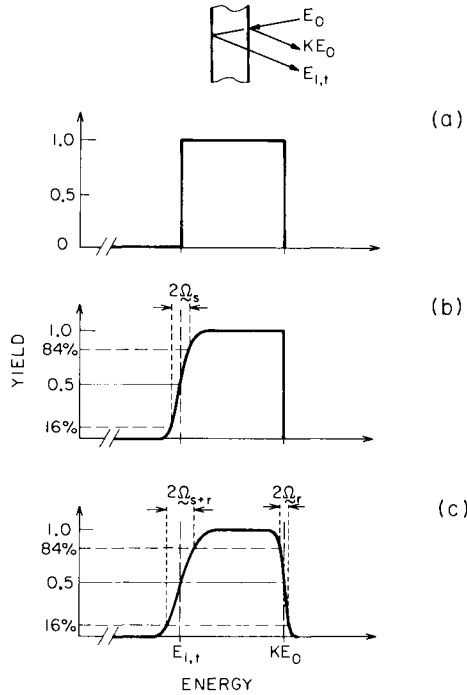 E₀
KE₀
E₁,ₜ
(a)
1.0
0.5
0
(b)
2Ωₛ
1.0
84%
0.5
16%
YIELD
(c)
2Ωₛ₊ᵣ
2Ωᵣ
1.0
84%
0.5
16%
E₁,ₜ
KE₀
ENERGY